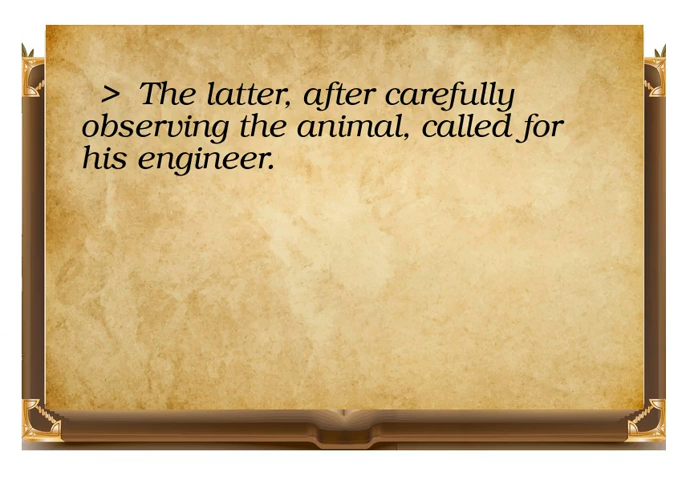 > The latter, after carefully
observing the animal, called for
his engineer.